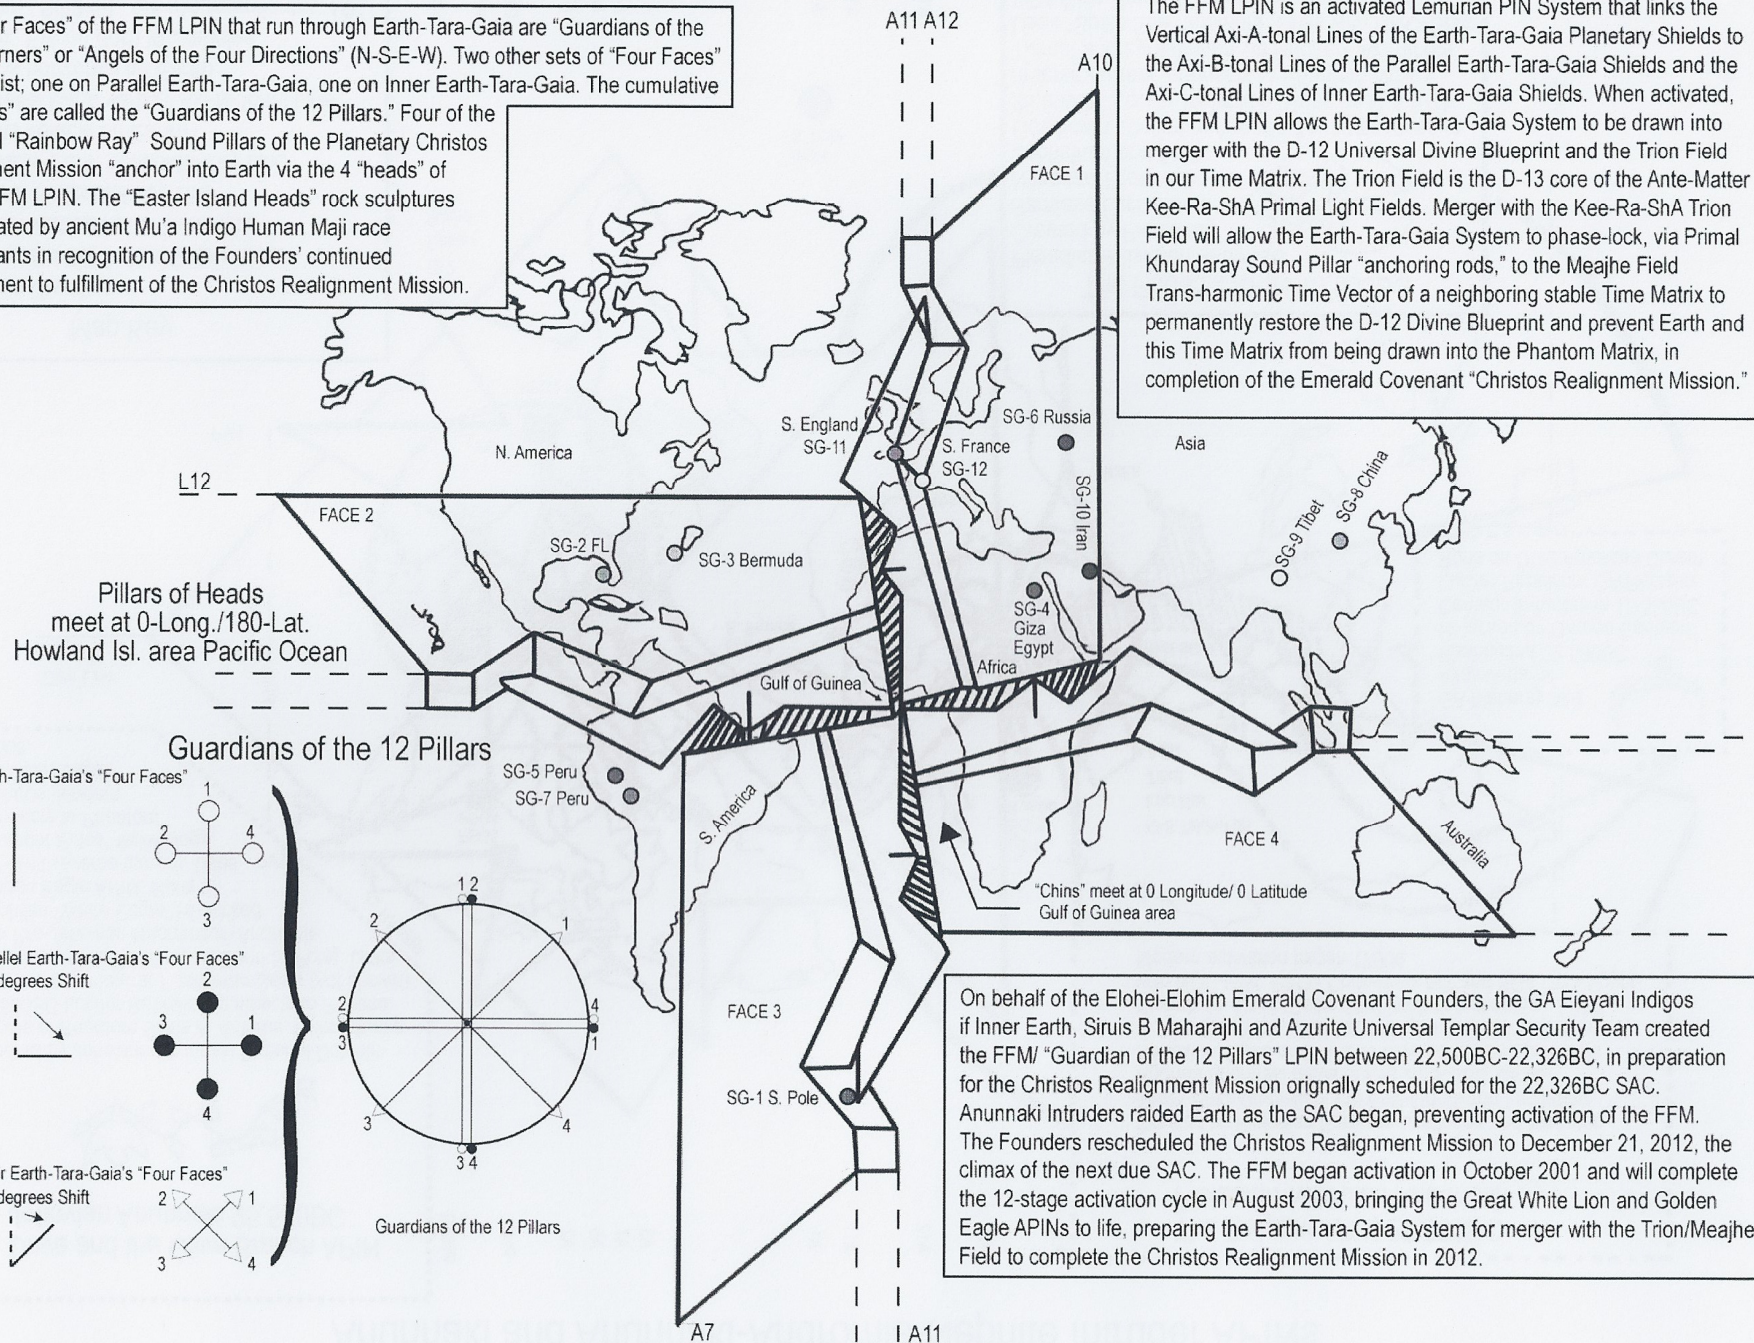 r Faces" of the FFM LPIN that run through Earth-Tara-Gaia are "Guardians of the
rners" or "Angels of the Four Directions" (N-S-E-W). Two other sets of "Four Faces"
ist; one on Parallel Earth-Tara-Gaia, one on Inner Earth-Tara-Gaia. The cumulative
s" are called the "Guardians of the 12 Pillars." Four of the
l "Rainbow Ray" Sound Pillars of the Planetary Christos
ent Mission "anchor" into Earth via the 4 "heads" of
FM LPIN. The "Easter Island Heads" rock sculptures
ated by ancient Mu'a Indigo Human Maji race
ants in recognition of the Founders' continued
nent to fulfillment of the Christos Realignment Mission.
A11 A12
A10
The FFM LPIN is an activated Lemurian PIN System that links the
Vertical Axi-A-tonal Lines of the Earth-Tara-Gaia Planetary Shields to
the Axi-B-tonal Lines of the Parallel Earth-Tara-Gaia Shields and the
Axi-C-tonal Lines of Inner Earth-Tara-Gaia Shields. When activated,
the FFM LPIN allows the Earth-Tara-Gaia System to be drawn into
merger with the D-12 Universal Divine Blueprint and the Trion Field
in our Time Matrix. The Trion Field is the D-13 core of the Ante-Matter
Kee-Ra-ShA Primal Light Fields. Merger with the Kee-Ra-ShA Trion
Field will allow the Earth-Tara-Gaia System to phase-lock, via Primal
Khundaray Sound Pillar "anchoring rods," to the Meajhe Field
Trans-harmonic Time Vector of a neighboring stable Time Matrix to
permanently restore the D-12 Divine Blueprint and prevent Earth and
this Time Matrix from being drawn into the Phantom Matrix, in
completion of the Emerald Covenant "Christos Realignment Mission."
FACE 1
S. England
SG-11
S. France
SG-12
SG-6 Russia
Asia
N. America
L12
FACE 2
SG-2 FL
SG-3 Bermuda
SG-10 Iran
SG-9 Tibet
SG-8 China
SG-4
Giza
Egypt
Africa
Pillars of Heads
meet at 0-Long./180-Lat.
Howland Isl. area Pacific Ocean
Gulf of Guinea
Guardians of the 12 Pillars
SG-5 Peru
SG-7 Peru
S. America
FACE 4
Australia
"Chins" meet at 0 Longitude/ 0 Latitude
Gulf of Guinea area
h-Tara-Gaia's "Four Faces"
1
2 4
3
allel Earth-Tara-Gaia's "Four Faces"
degrees Shift
2
3 1
4
r Earth-Tara-Gaia's "Four Faces"
degrees Shift
2 1
3 4
1 2
2 1
2 4
3 1
3 4
3 4
Guardians of the 12 Pillars
FACE 3
SG-1 S. Pole
A7
A11
On behalf of the Elohei-Elohim Emerald Covenant Founders, the GA Eieyani Indigos
if Inner Earth, Siruis B Maharajhi and Azurite Universal Templar Security Team created
the FFM/ "Guardian of the 12 Pillars" LPIN between 22,500BC-22,326BC, in preparation
for the Christos Realignment Mission orignally scheduled for the 22,326BC SAC.
Anunnaki Intruders raided Earth as the SAC began, preventing activation of the FFM.
The Founders rescheduled the Christos Realignment Mission to December 21, 2012, the
climax of the next due SAC. The FFM began activation in October 2001 and will complete
the 12-stage activation cycle in August 2003, bringing the Great White Lion and Golden
Eagle APINs to life, preparing the Earth-Tara-Gaia System for merger with the Trion/Meajhe
Field to complete the Christos Realignment Mission in 2012.